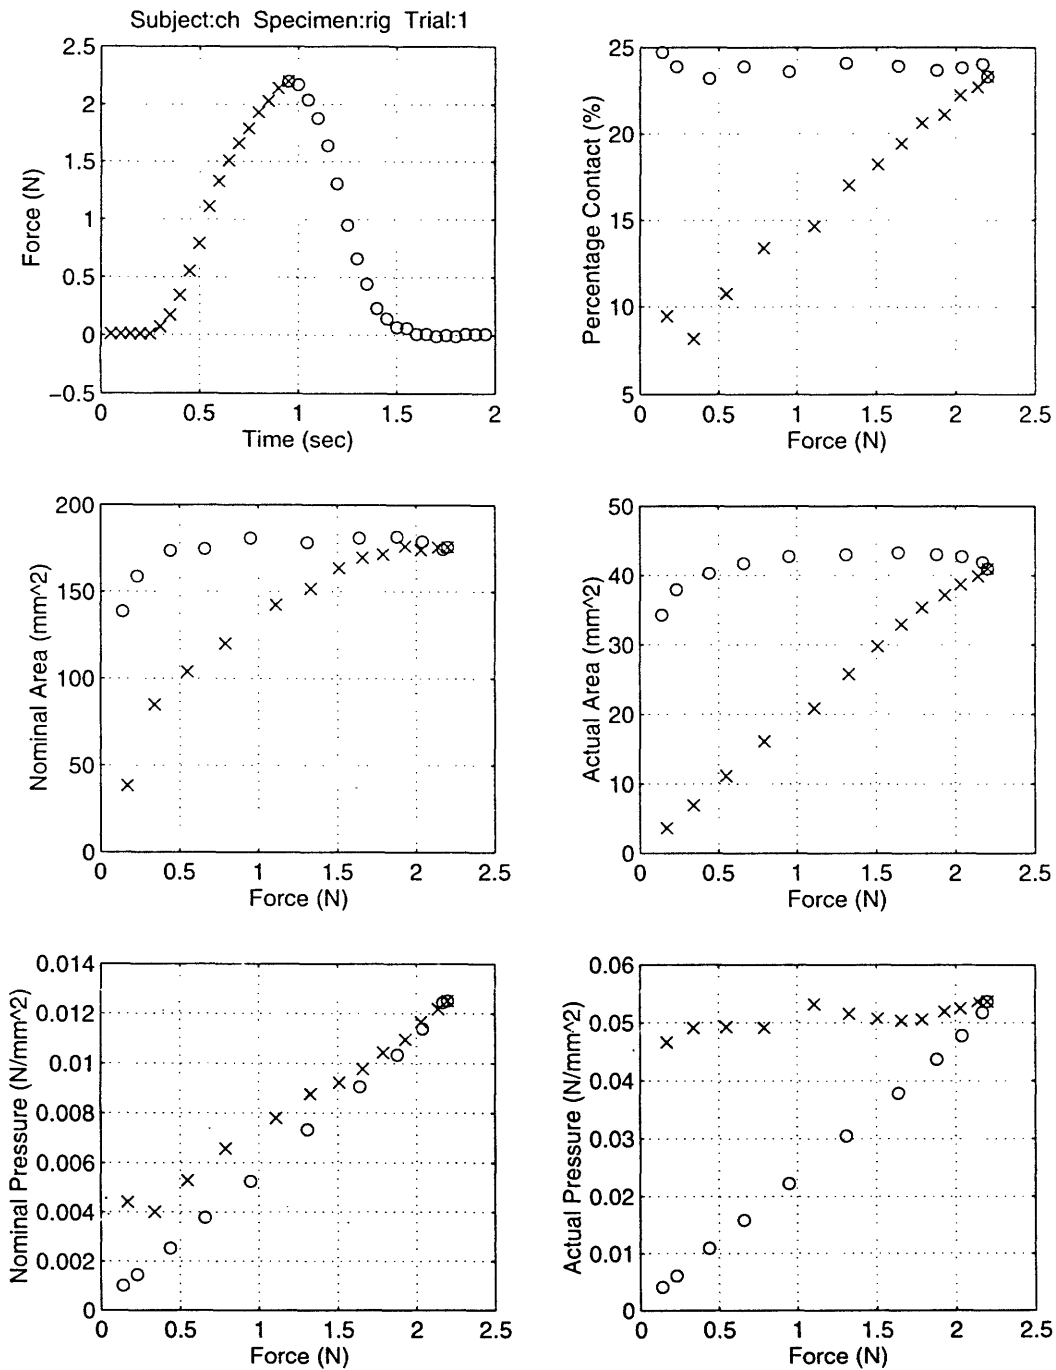 Subject:ch Specimen:rig Trial:1
2.5
2
1.5
1
0.5
0
−0.5
Force (N)
0 0.5 1 1.5 2
Time (sec)
25
20
15
10
5
Percentage Contact (%)
0 0.5 1 1.5 2 2.5
Force (N)
200
150
100
50
0
Nominal Area (mm^2)
0 0.5 1 1.5 2 2.5
Force (N)
50
40
30
20
10
0
Actual Area (mm^2)
0 0.5 1 1.5 2 2.5
Force (N)
0.014
0.012
0.01
0.008
0.006
0.004
0.002
0
Nominal Pressure (N/mm^2)
0 0.5 1 1.5 2 2.5
Force (N)
0.06
0.05
0.04
0.03
0.02
0.01
0
Actual Pressure (N/mm^2)
0 0.5 1 1.5 2 2.5
Force (N)